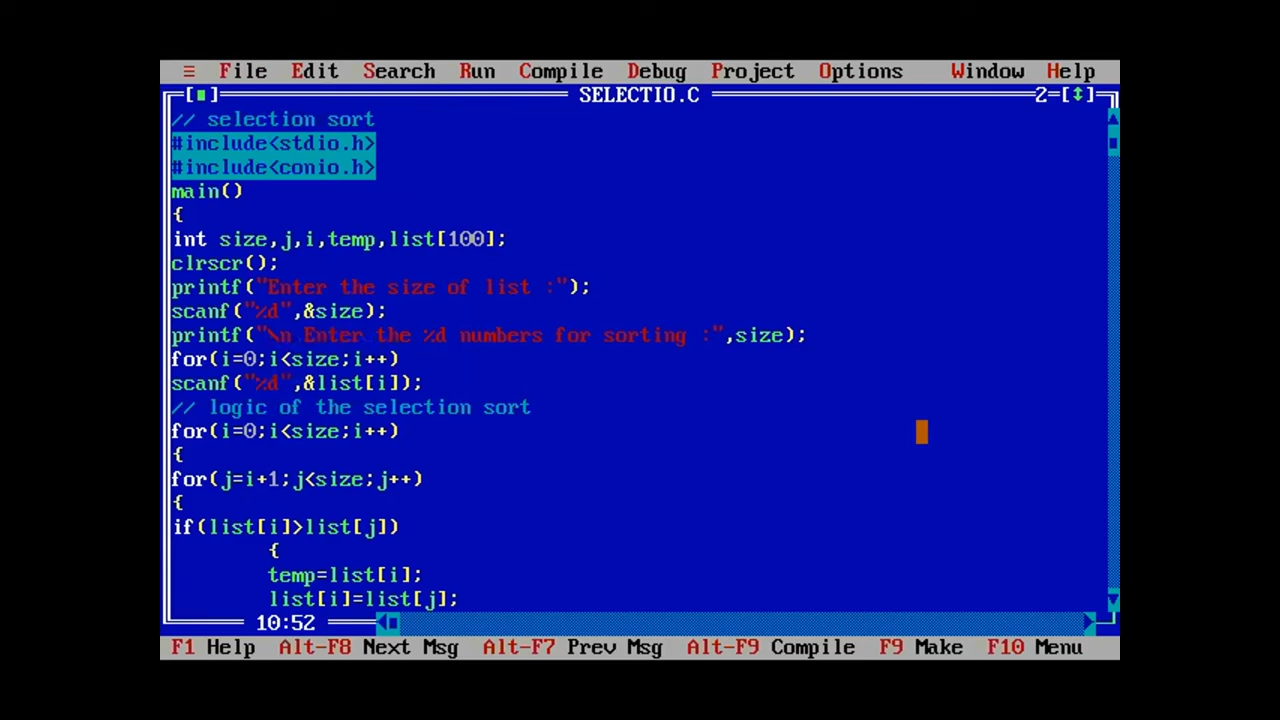 ≡ File Edit Search Run Compile Debug Project Options Window Help
[■] SELECTIO.C 2=[↕]
// selection sort
#include<stdio.h>
#include<conio.h>
main()
{
int size,j,i,temp,list[100];
clrscr();
printf("Enter the size of list :");
scanf("%d",&size);
printf("\n Enter the %d numbers for sorting :",size);
for(i=0;i<size;i++)
scanf("%d",&list[i]);
// logic of the selection sort
for(i=0;i<size;i++)
{
for(j=i+1;j<size;j++)
{
if(list[i]>list[j])
{
temp=list[i];
list[i]=list[j];
10:52
F1 Help Alt-F8 Next Msg Alt-F7 Prev Msg Alt-F9 Compile F9 Make F10 Menu